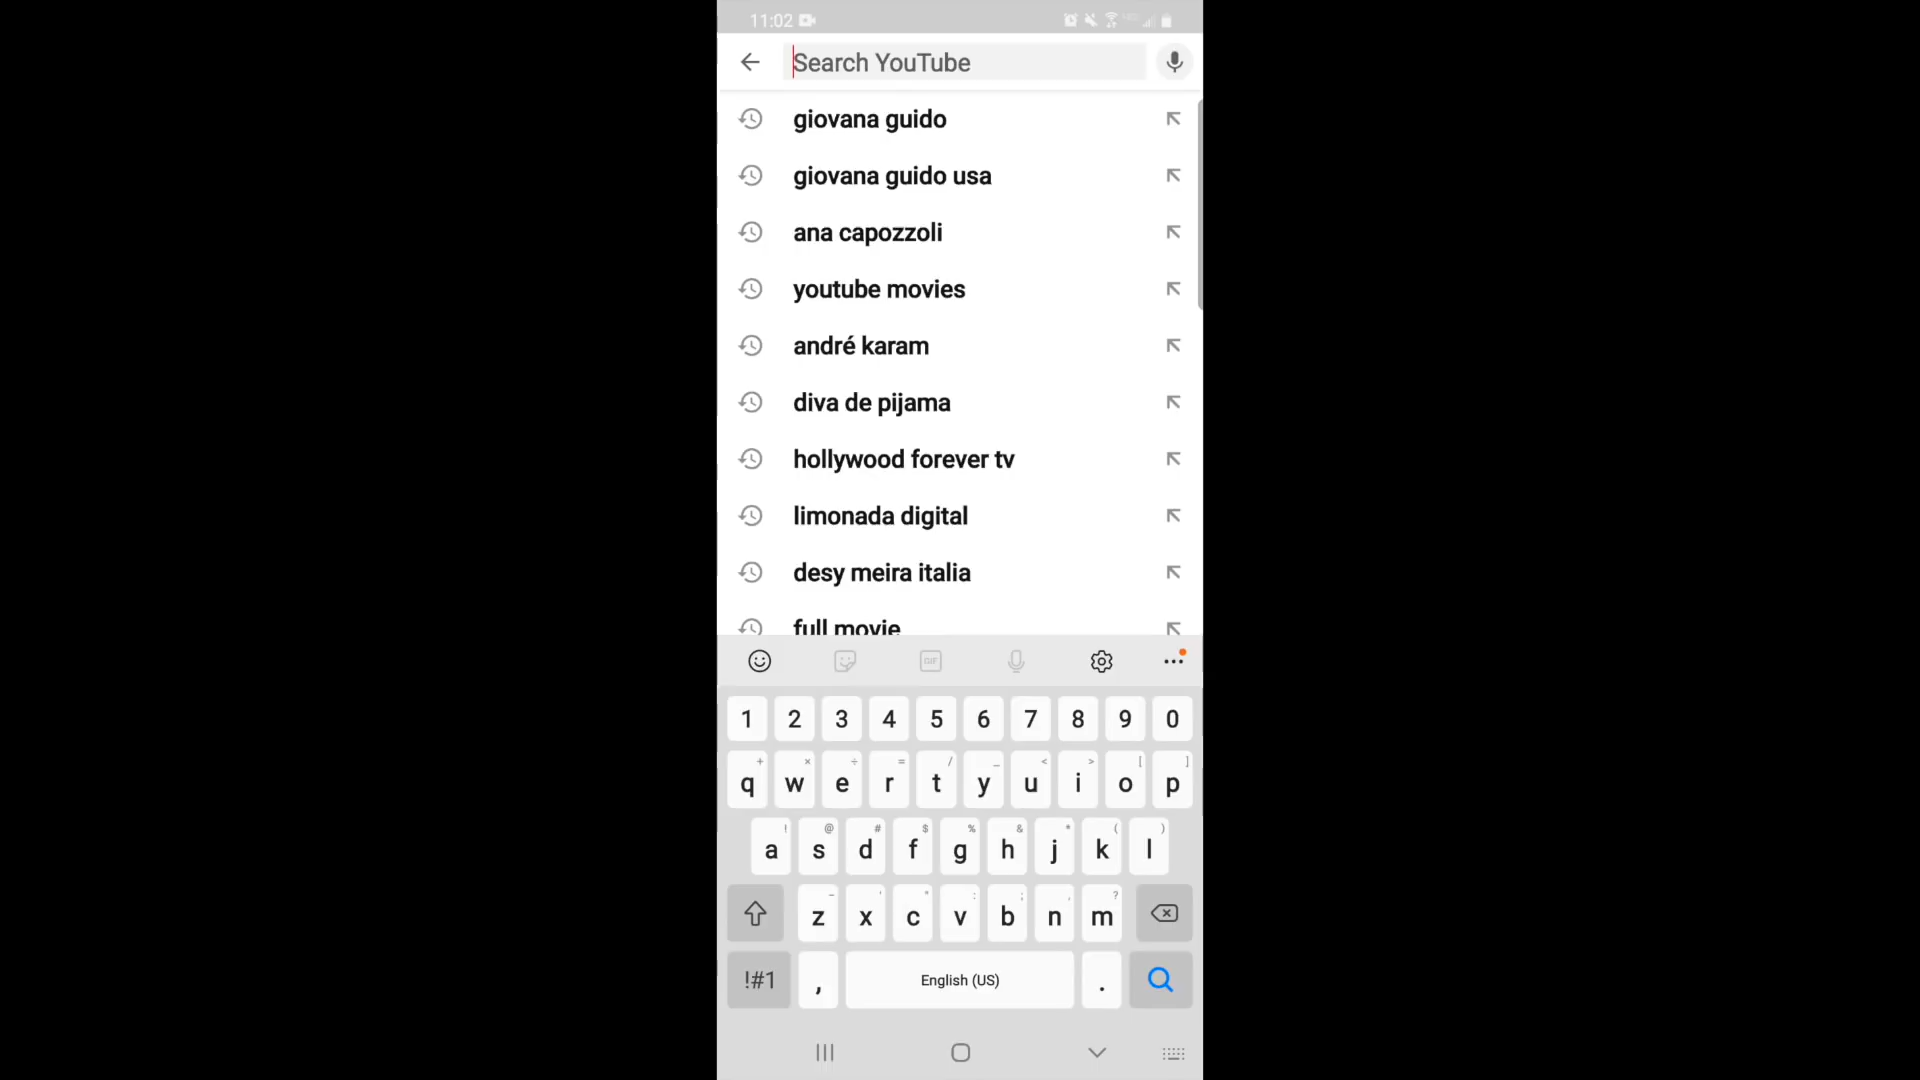 11:02
Search YouTube
giovana guido
giovana guido usa
ana capozzoli
youtube movies
andré karam
diva de pijama
hollywood forever tv
limonada digital
desy meira italia
full movie
GIF
1 2 3 4 5 6 7 8 9 0
+ × ÷ = / _ < > [ ]
q w e r t y u i o p
! @ # $ % & * ( )
a s d f g h j k l
- ' " : ; , ?
z x c v b n m
!#1 , English (US) .